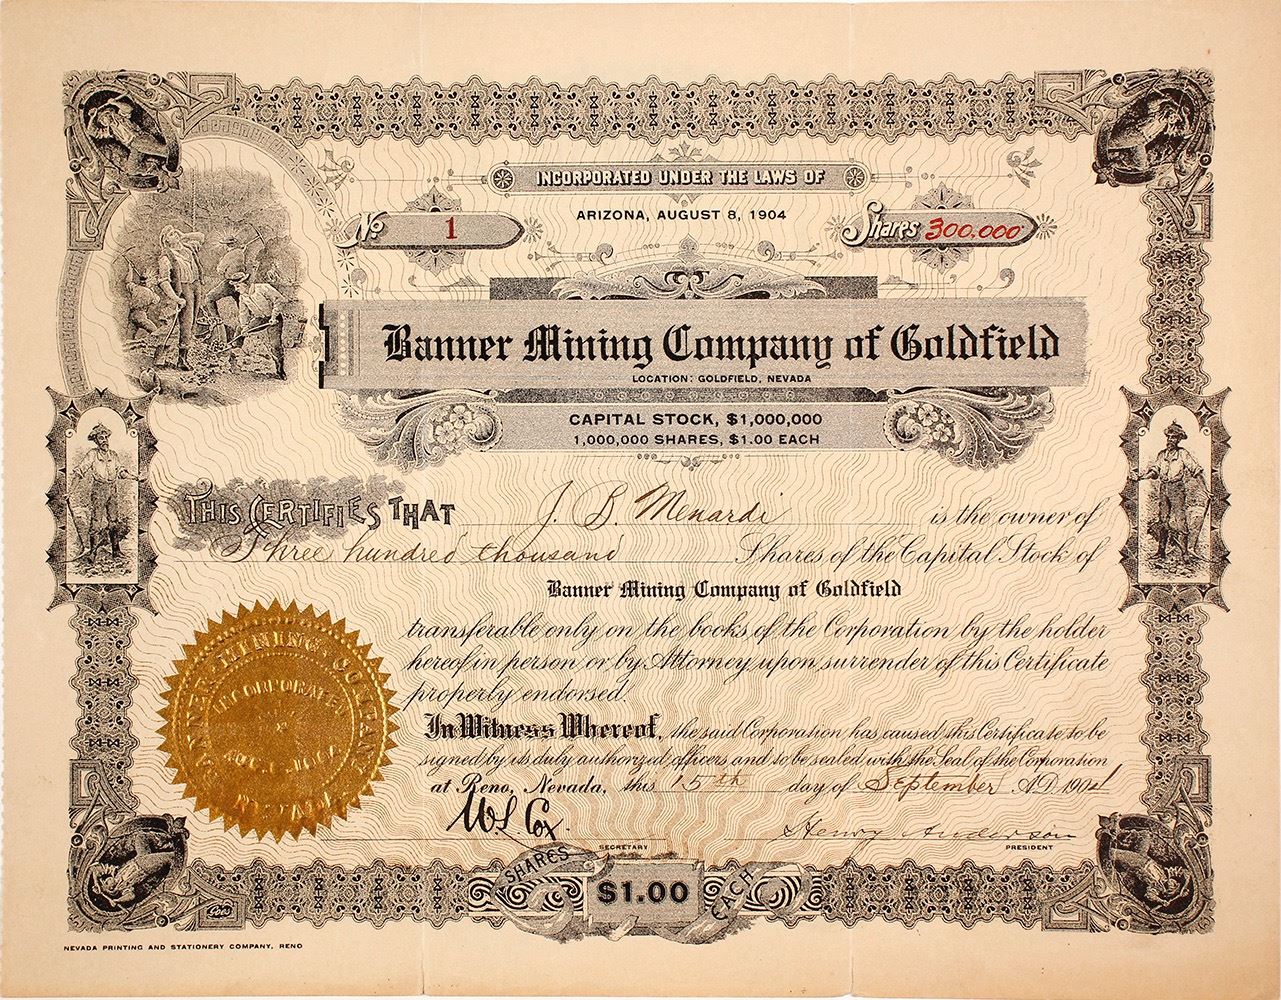 INCORPORATED UNDER THE LAWS OF
ARIZONA, AUGUST 8, 1904
No. 1
Shares 300.000
Banner Mining Company of Goldfield
LOCATION: GOLDFIELD, NEVADA
CAPITAL STOCK, $1,000,000
1,000,000 SHARES, $1.00 EACH
THIS CERTIFIES THAT J. B. Menardi is the owner of
Three hundred thousand Shares of the Capital Stock of
Banner Mining Company of Goldfield
transferable only on the books of the Corporation by the holder
hereof in person or by Attorney upon surrender of this Certificate
properly endorsed.
In Witness Whereof, the said Corporation has caused this Certificate to be
signed by its duly authorized officers and to be sealed with the Seal of the Corporation
at Reno, Nevada, this 15th day of September A.D. 1904
W S Cox
SECRETARY
Henry Anderson
PRESIDENT
BANNER MINING COMPANY
INCORPORATED
SHARES $1.00 EACH
NEVADA PRINTING AND STATIONERY COMPANY, RENO